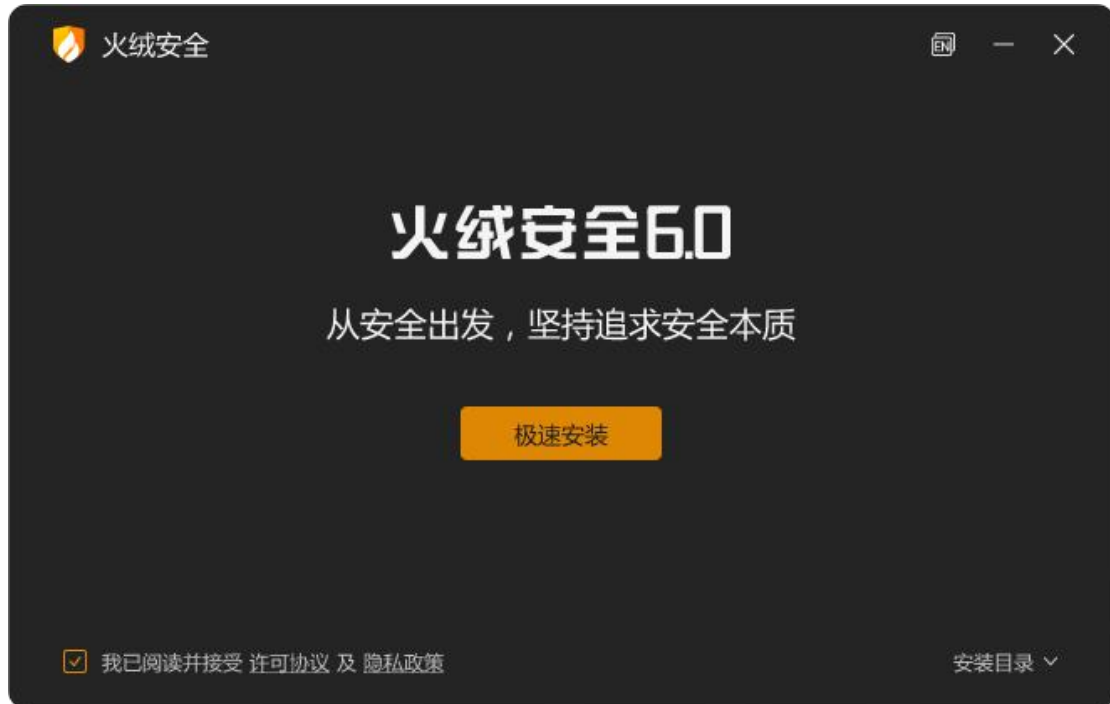 火绒安全
EN
火绒安全6.0
从安全出发，坚持追求安全本质
极速安装
我已阅读并接受 许可协议 及 隐私政策
安装目录